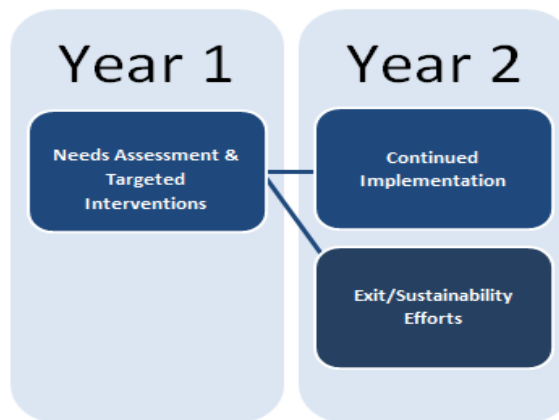 Year 1
Needs Assessment &
Targeted
Interventions
Year 2
Continued
Implementation
Exit/Sustainability
Efforts